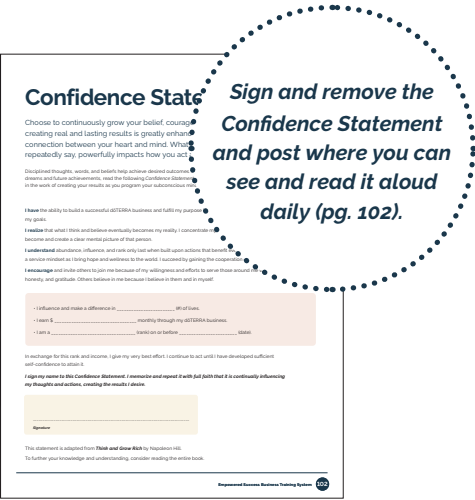 Confidence State
Choose to continuously grow your belief, courage
creating real and lasting results is greatly enhanc
connection between your heart and mind. What
repeatedly say, powerfully impacts how you act
Disciplined thoughts, words, and beliefs help achieve desired outcomes
dreams and future achievements, read the following Confidence Statement
in the work of creating your results as you program your subconscious mind
I have the ability to build a successful dōTERRA business and fulfill my purpose
my goals.
I realize that what I think and believe eventually becomes my reality. I concentrate my
become and create a clear mental picture of that person.
I understand abundance, influence, and rank only last when built upon actions that benefit
a service mindset as I bring hope and wellness to the world. I succeed by gaining the cooperation
I encourage and invite others to join me because of my willingness and efforts to serve those around me
honesty, and gratitude. Others believe in me because I believe in them and in myself.
• I influence and make a difference in ____________________ (#) of lives.
• I earn $ ____________________________ monthly through my dōTERRA business.
• I am a ____________________________ (rank) on or before ____________________ (date).
In exchange for this rank and income, I give my very best effort. I continue to act until I have developed sufficient
self-confidence to attain it.
I sign my name to this Confidence Statement. I memorize and repeat it with full faith that it is continually influencing
my thoughts and actions, creating the results I desire.
Signature
This statement is adapted from Think and Grow Rich by Napoleon Hill.
To further your knowledge and understanding, consider reading the entire book.
Empowered Success Business Training System 102
Sign and remove the
Confidence Statement
and post where you can
see and read it aloud
daily (pg. 102).